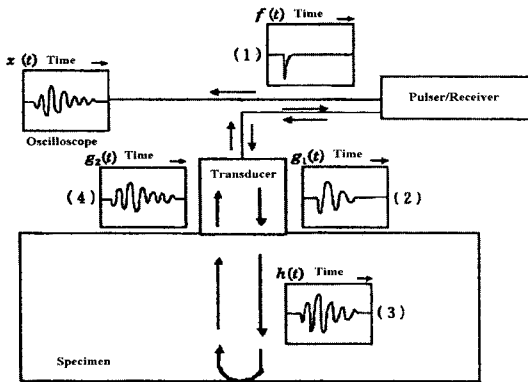 f(t) Time
(1)
x(t) Time
Oscilloscope
Pulser/Receiver
g₂(t) Time
(4)
Transducer
g₁(t) Time
(2)
h(t) Time
(3)
Specimen